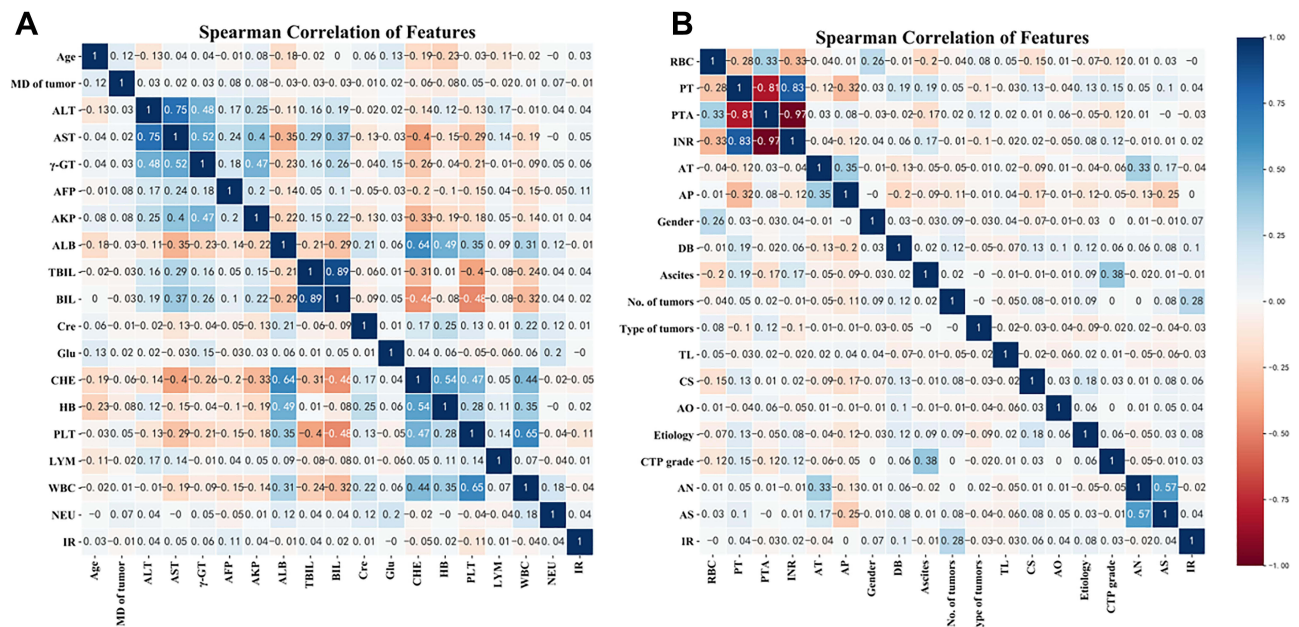 A
B
Spearman Correlation of Features
Age 1 0.12 -0.13 0.04 0.04 -0.01 0.08 -0.18 -0.02 0 0.06 0.13 -0.19 -0.23 -0.03 -0.11 -0.02 -0 0.03
MD of tumor 0.12 1 0.03 0.02 0.03 0.08 0.08 -0.03 -0.03 -0.03 -0.01 0.02 -0.06 -0.08 0.05 -0.02 0.01 0.07 -0.01
ALT -0.13 0.03 1 0.75 0.48 0.17 0.25 -0.11 0.16 0.19 -0.02 0.02 -0.14 0.12 -0.13 0.17 -0.01 0.04 0.04
AST -0.04 0.02 0.75 1 0.52 0.24 0.4 -0.35 0.29 0.37 -0.13 -0.03 -0.4 -0.15 -0.29 0.14 -0.19 -0 0.05
γ-GT -0.04 0.03 0.48 0.52 1 0.18 0.47 -0.23 0.16 0.26 -0.04 0.15 -0.26 -0.04 -0.21 -0.01 -0.09 0.05 0.06
AFP -0.01 0.08 0.17 0.24 0.18 1 0.2 -0.14 0.05 0.1 -0.05 -0.03 -0.2 -0.1 -0.15 0.04 -0.15 -0.05 0.11
AKP -0.08 0.08 0.25 0.4 0.47 0.2 1 -0.22 0.15 0.22 -0.13 0.03 -0.33 -0.19 -0.18 0.05 -0.14 0.01 0.04
ALB -0.18 -0.03 -0.11 -0.35 -0.23 -0.14 -0.22 1 -0.21 -0.29 0.21 0.06 0.64 0.49 0.35 0.09 0.31 0.12 -0.01
TBIL -0.02 -0.03 0.16 0.29 0.16 0.05 0.15 -0.21 1 0.89 -0.06 0.01 -0.31 0.01 -0.4 -0.08 -0.24 0.04 0.04
BIL 0 -0.03 0.19 0.37 0.26 0.1 0.22 -0.29 0.89 1 -0.09 0.05 -0.46 -0.08 -0.48 -0.08 -0.32 0.04 0.02
Cre 0.06 -0.01 -0.02 -0.13 -0.04 -0.05 -0.13 0.21 -0.06 -0.09 1 0.01 0.17 0.25 0.13 0.01 0.22 0.12 0.01
Glu 0.13 0.02 0.02 -0.03 0.15 -0.03 0.03 0.06 0.01 0.05 0.01 1 0.04 0.06 -0.05 -0.06 0.06 0.2 -0
CHE -0.19 -0.06 -0.14 -0.4 -0.26 -0.2 -0.33 0.64 -0.31 -0.46 0.17 0.04 1 0.54 0.47 0.05 0.44 -0.02 -0.05
HB -0.23 -0.08 0.12 -0.15 -0.04 -0.1 -0.19 0.49 0.01 -0.08 0.25 0.06 0.54 1 0.28 0.11 0.35 -0 0.02
PLT -0.03 0.05 -0.13 -0.29 -0.21 -0.15 -0.18 0.35 -0.4 -0.48 0.13 -0.05 0.47 0.28 1 0.14 0.65 -0.04 -0.11
LYM -0.11 -0.02 0.17 0.14 -0.01 0.04 0.05 0.09 -0.08 -0.08 0.01 -0.06 0.05 0.11 0.14 1 0.07 -0.04 0.01
WBC -0.02 0.01 -0.01 -0.19 -0.09 -0.15 -0.14 0.31 -0.24 -0.32 0.22 0.06 0.44 0.35 0.65 0.07 1 0.18 -0.04
NEU -0 0.07 0.04 -0 0.05 -0.05 0.01 0.12 0.04 0.04 0.12 0.2 -0.02 -0 -0.04 -0.04 0.18 1 0.04
IR 0.03 -0.01 0.04 0.05 0.06 0.11 0.04 -0.01 0.04 0.02 0.01 -0 -0.05 0.02 -0.11 0.01 -0.04 0.04 1
Age MD of tumor ALT AST γ-GT AFP AKP ALB TBIL BIL Cre Glu CHE HB PLT LYM WBC NEU IR
Spearman Correlation of Features
RBC 1 -0.28 0.33 -0.33 -0.04 0.01 0.26 -0.01 -0.2 -0.04 0.08 0.05 -0.15 0.01 -0.07 -0.12 0.01 0.03 -0
PT -0.28 1 -0.81 0.83 -0.12 -0.32 0.03 0.19 0.19 0.05 -0.1 -0.03 0.13 -0.04 0.13 0.15 0.05 0.1 0.04
PTA 0.33 -0.81 1 -0.97 0.03 0.08 -0.03 -0.02 -0.17 0.02 0.12 0.02 0.01 0.06 -0.05 -0.12 0.01 -0 -0.03
INR -0.33 0.83 -0.97 1 -0.04 -0.12 0.04 0.06 0.17 -0.01 -0.1 -0.02 0.02 -0.05 0.08 0.12 -0.01 0.01 0.02
AT -0.04 -0.12 0.03 -0.04 1 0.35 -0.03 -0.13 -0.05 -0.05 -0.01 0.02 -0.09 0.01 -0.04 -0.06 0.33 0.17 -0.04
AP 0.01 -0.32 0.08 -0.12 0.35 1 -0 -0.2 -0.09 -0.11 -0.01 0.04 -0.17 -0.01 -0.12 -0.05 -0.13 -0.25 0
Gender 0.26 0.03 -0.03 0.04 -0.03 -0 1 0.03 -0.03 0.09 -0.03 0.04 -0.07 -0.01 -0.03 0 0.01 -0.01 0.07
DB -0.01 0.19 -0.02 0.06 -0.13 -0.2 0.03 1 0.02 0.12 -0.05 -0.07 0.13 0.1 0.12 0.06 0.06 0.08 0.1
Ascites -0.2 0.19 -0.17 0.17 -0.05 -0.09 -0.03 0.02 1 0.02 -0 -0.01 -0.01 -0.01 0.09 0.38 -0.02 0.01 -0.01
No. of tumors -0.04 0.05 0.02 -0.01 -0.05 -0.11 0.09 0.12 0.02 1 -0 -0.05 0.08 -0.01 0.09 0 0 0.08 0.28
Type of tumors 0.08 -0.1 0.12 -0.1 -0.01 -0.01 -0.03 -0.05 -0 -0 1 -0.02 -0.03 -0.04 -0.09 -0.02 0.02 -0.04 -0.03
TL 0.05 -0.03 0.02 -0.02 0.02 0.04 0.04 -0.07 -0.01 -0.05 -0.02 1 -0.02 -0.06 0.02 0.01 0.01 -0.06 -0.03
CS -0.15 0.13 0.01 0.02 -0.09 -0.17 -0.07 0.13 -0.01 0.08 -0.03 -0.02 1 0.03 0.18 0.03 0.01 0.08 0.06
AO 0.01 -0.04 0.06 -0.05 0.01 -0.01 -0.01 0.1 -0.01 -0.01 -0.04 -0.06 0.03 1 0.06 0 0.01 0.05 0.04
Etiology -0.07 0.13 -0.05 0.08 -0.04 -0.12 -0.03 0.12 0.09 0.09 -0.09 0.02 0.18 0.06 1 0.06 -0.05 0.03 0.08
CTP grade -0.12 0.15 -0.12 0.12 -0.06 -0.05 0 0.06 0.38 0 -0.02 0.01 0.03 0 0.06 1 -0.05 -0.01 0.03
AN 0.01 0.05 0.01 -0.01 0.33 -0.13 0.01 0.06 -0.02 0 0.02 0.01 0.01 0.01 -0.05 -0.05 1 0.57 -0.02
AS 0.03 0.1 -0 0.01 0.17 -0.25 -0.01 0.08 0.01 0.08 -0.04 -0.06 0.08 0.05 0.03 -0.01 0.57 1 0.04
IR -0 0.04 -0.03 0.02 -0.04 0 0.07 0.1 -0.01 0.28 -0.03 -0.03 0.06 0.04 0.08 0.03 -0.02 0.04 1
RBC PT PTA INR AT AP Gender DB Ascites No. of tumors ype of tumors TL CS AO Etiology CTP grade AN AS IR
1.00
0.75
0.50
0.25
0.00
-0.25
-0.50
-0.75
-1.00